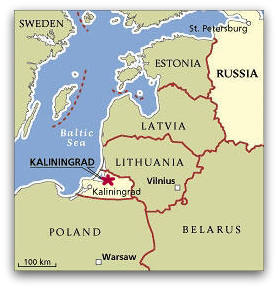 SWEDEN
St. Petersburg
ESTONIA
RUSSIA
LATVIA
Baltic
Sea
KALININGRAD
LITHUANIA
Vilnius
Kaliningrad
POLAND
BELARUS
Warsaw
100 km